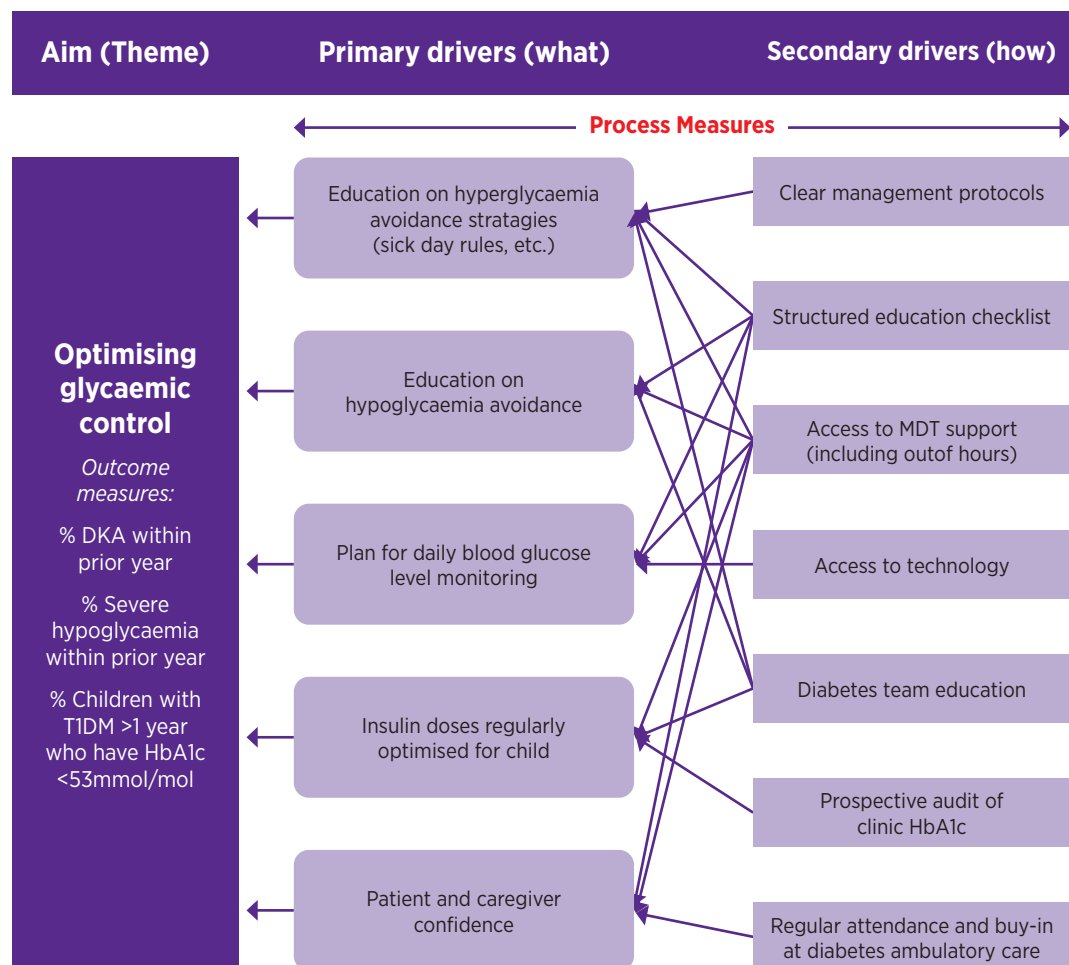 Aim (Theme)
Primary drivers (what)
Secondary drivers (how)
Process Measures
Optimising
glycaemic
control
Outcome
measures:
% DKA within
prior year
% Severe
hypoglycaemia
within prior year
% Children with
T1DM >1 year
who have HbA1c
<53mmol/mol
Education on hyperglycaemia
avoidance stratagies
(sick day rules, etc.)
Education on
hypoglycaemia avoidance
Plan for daily blood glucose
level monitoring
Insulin doses regularly
optimised for child
Patient and caregiver
confidence
Clear management protocols
Structured education checklist
Access to MDT support
(including outof hours)
Access to technology
Diabetes team education
Prospective audit of
clinic HbA1c
Regular attendance and buy-in
at diabetes ambulatory care